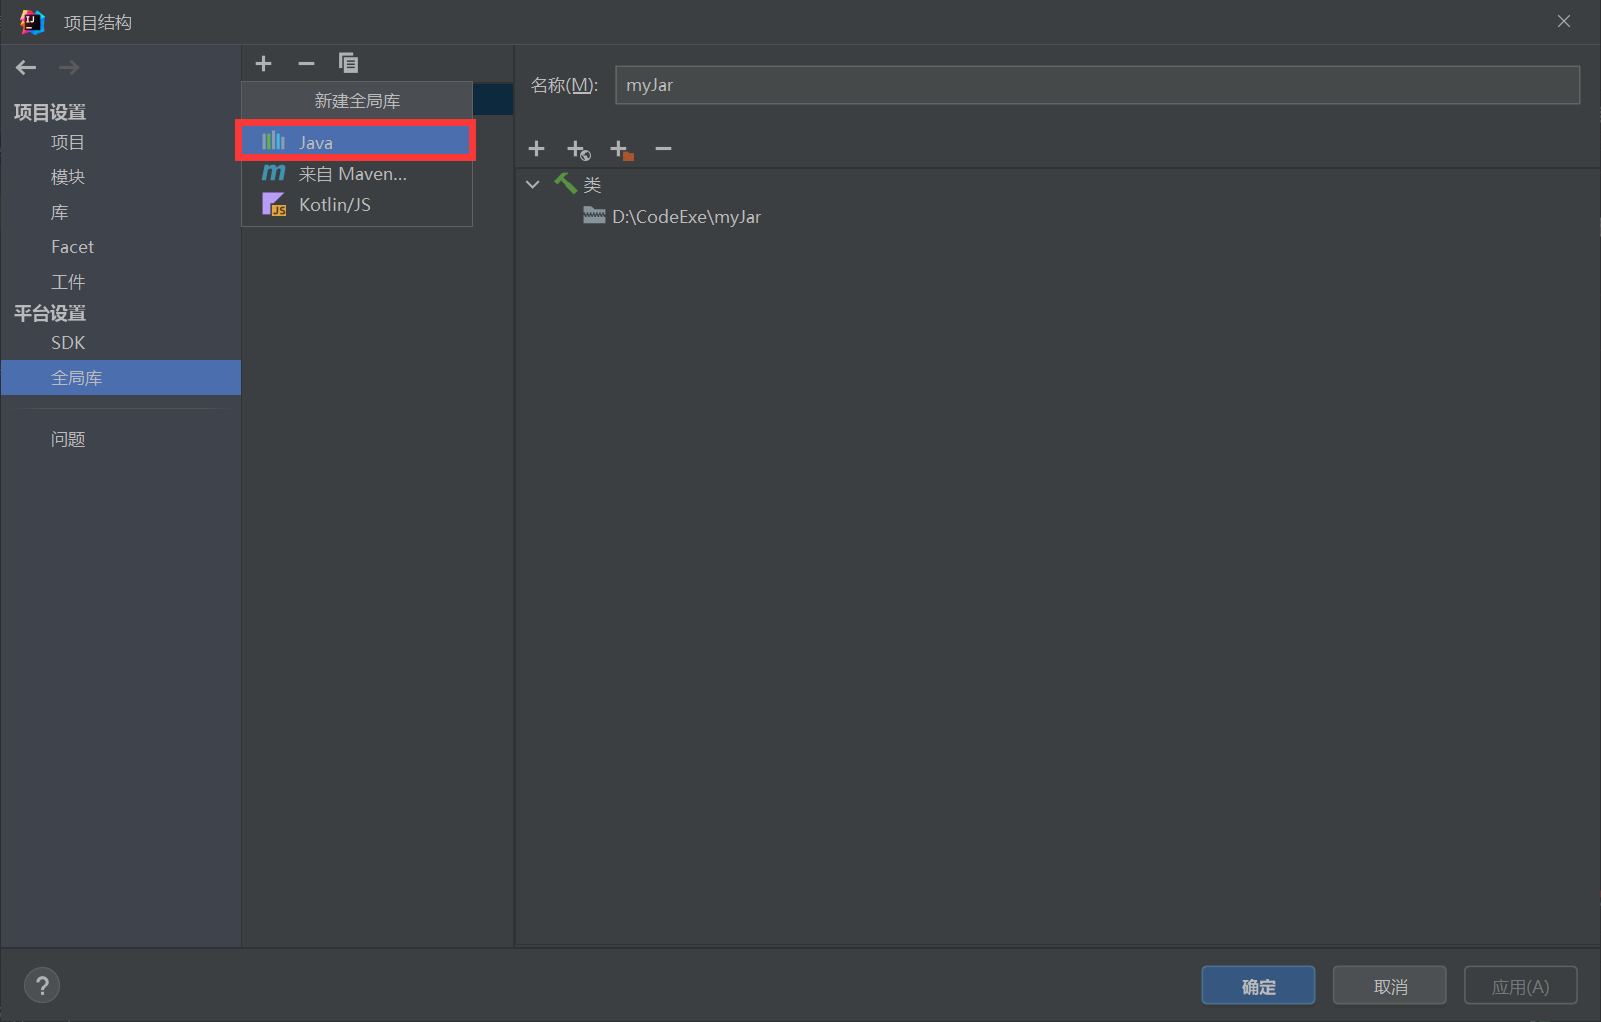 项目结构
项目设置
项目
模块
库
Facet
工件
平台设置
SDK
全局库
问题
新建全局库
Java
来自 Maven...
Kotlin/JS
名称(M): myJar
类
D:\CodeExe\myJar
?
确定 取消 应用(A)